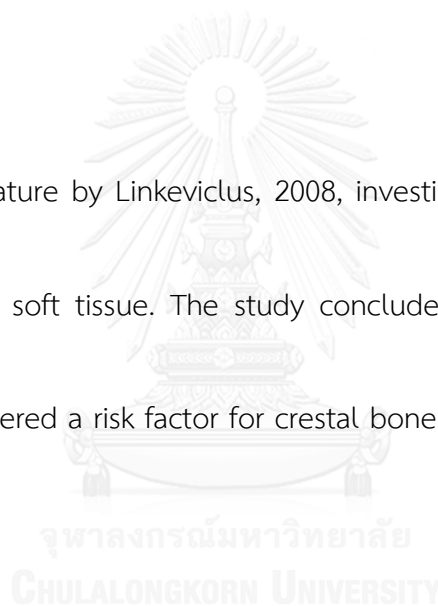 ature by Linkeviclus, 2008, investi
soft tissue. The study conclude
ered a risk factor for crestal bone
จุฬาลงกรณ์มหาวิทยาลัย
CHULALONGKORN UNIVERSITY